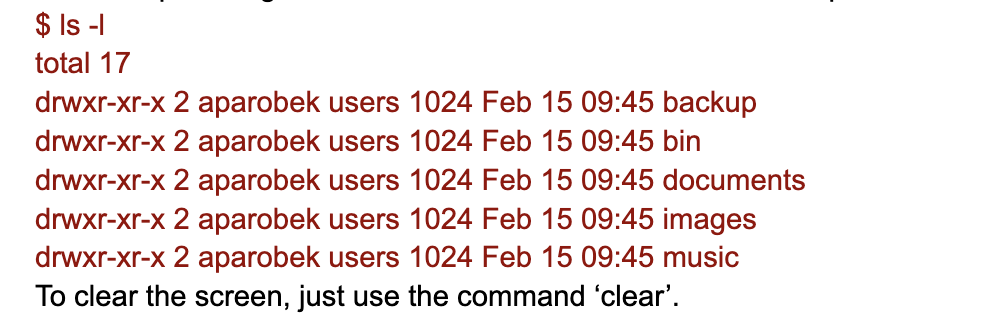 $ ls -l
total 17
drwxr-xr-x 2 aparobek users 1024 Feb 15 09:45 backup
drwxr-xr-x 2 aparobek users 1024 Feb 15 09:45 bin
drwxr-xr-x 2 aparobek users 1024 Feb 15 09:45 documents
drwxr-xr-x 2 aparobek users 1024 Feb 15 09:45 images
drwxr-xr-x 2 aparobek users 1024 Feb 15 09:45 music
To clear the screen, just use the command ‘clear’.